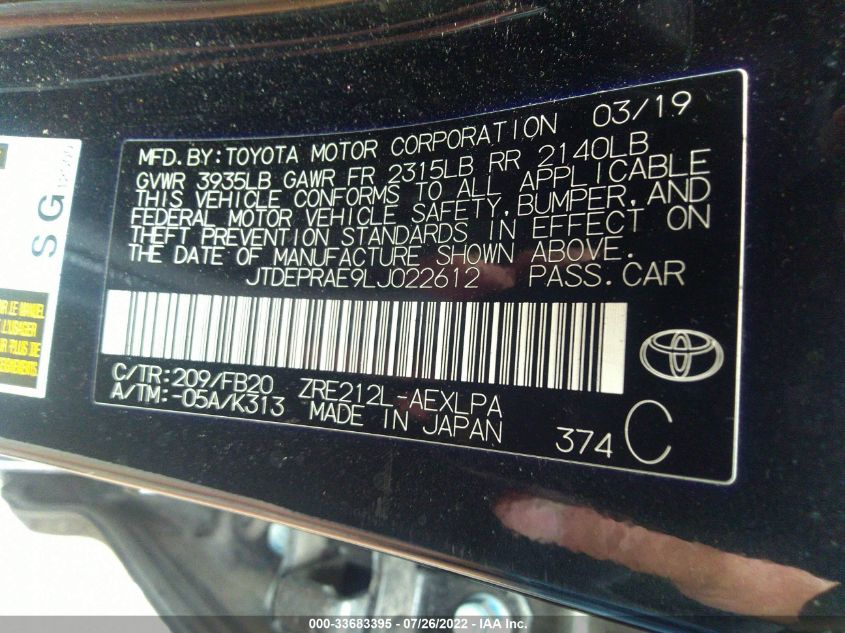 MFD.BY:TOYOTA MOTOR CORPORATION 03/19
GVWR 3935LB GAWR FR 2315LB RR 2140LB
THIS VEHICLE CONFORMS TO ALL APPLICABLE
FEDERAL MOTOR VEHICLE SAFETY,BUMPER,AND
THEFT PREVENTION STANDARDS IN EFFECT ON
THE DATE OF MANUFACTURE SHOWN ABOVE.
JTDEPRAE9LJ022612 PASS.CAR
C/TR:209/FB20 ZRE212L-AEXLPA
A/TM:-05A/K313 MADE IN JAPAN
374 C
SG
L'USAGER
PLUS DE
000-33683395 - 07/26/2022 - IAA Inc.